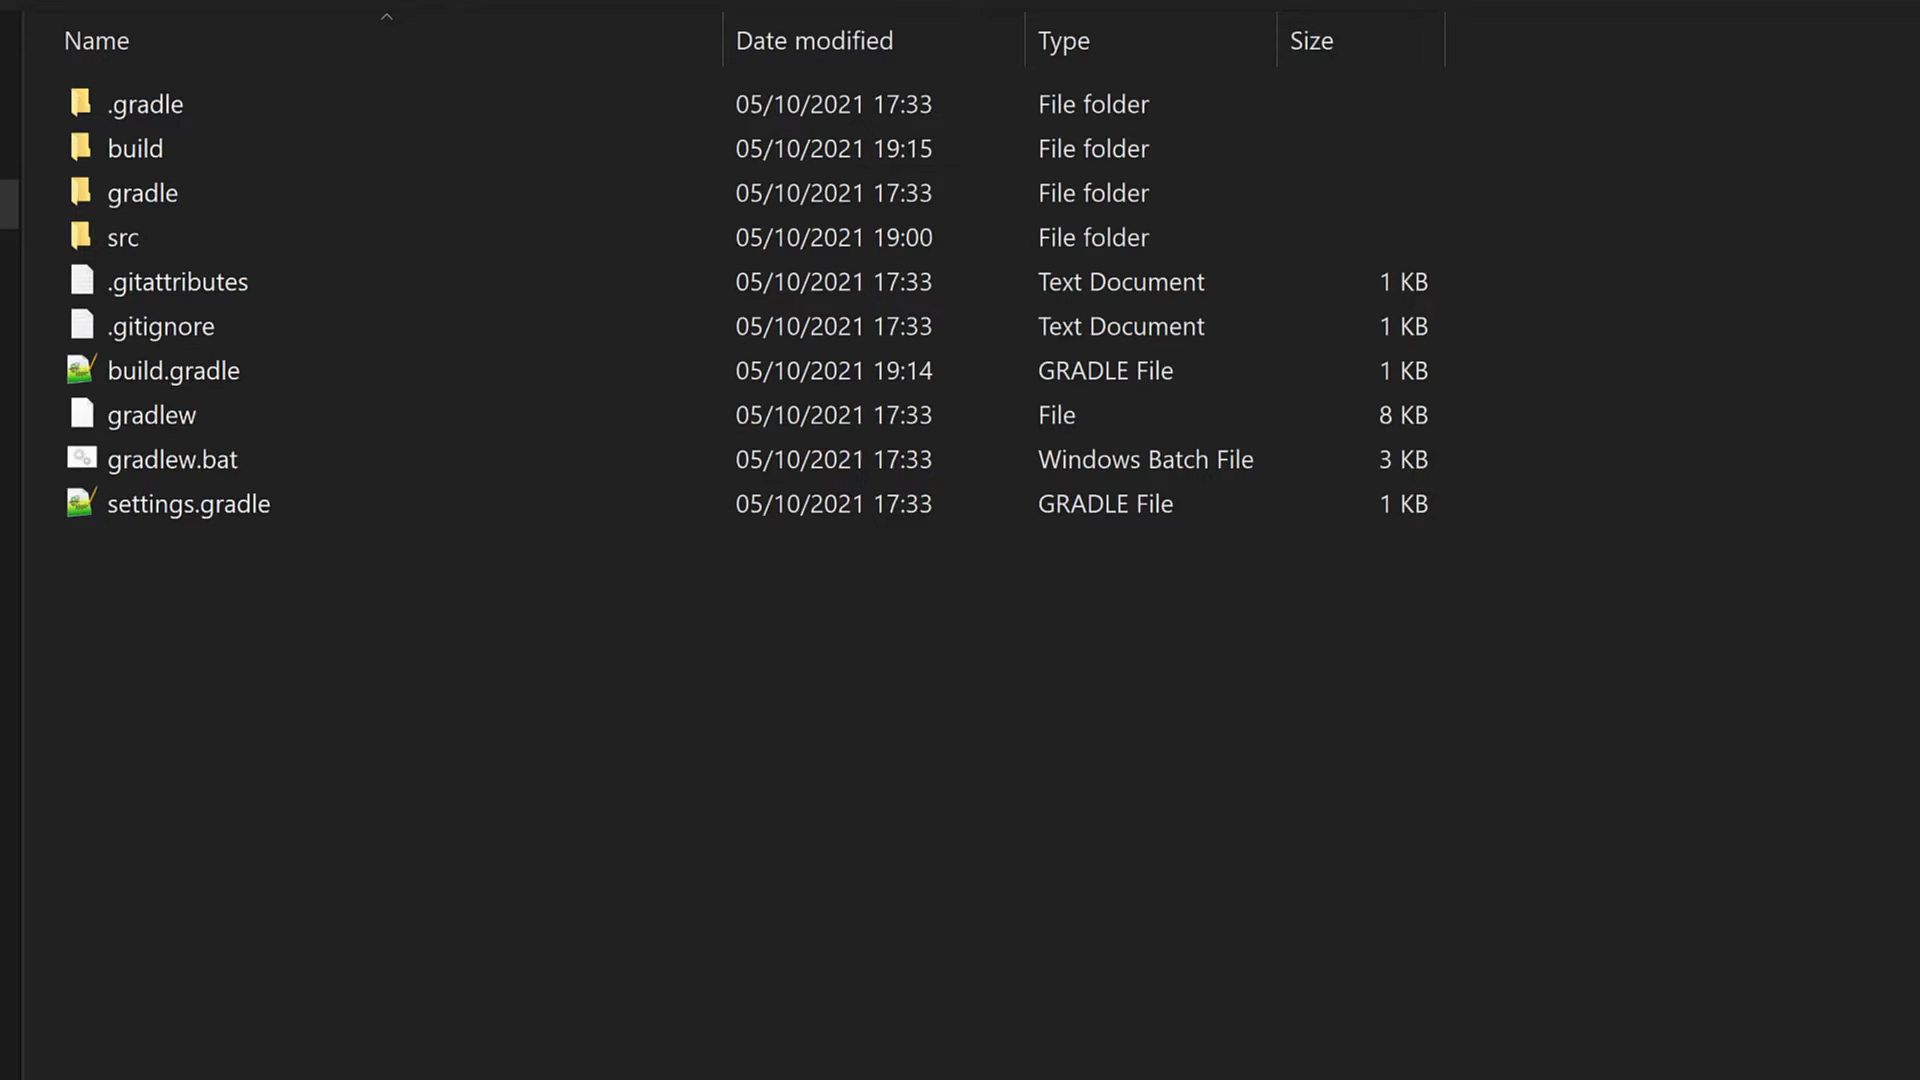 Name Date modified Type Size
.gradle 05/10/2021 17:33 File folder
build 05/10/2021 19:15 File folder
gradle 05/10/2021 17:33 File folder
src 05/10/2021 19:00 File folder
.gitattributes 05/10/2021 17:33 Text Document 1 KB
.gitignore 05/10/2021 17:33 Text Document 1 KB
build.gradle 05/10/2021 19:14 GRADLE File 1 KB
gradlew 05/10/2021 17:33 File 8 KB
gradlew.bat 05/10/2021 17:33 Windows Batch File 3 KB
settings.gradle 05/10/2021 17:33 GRADLE File 1 KB